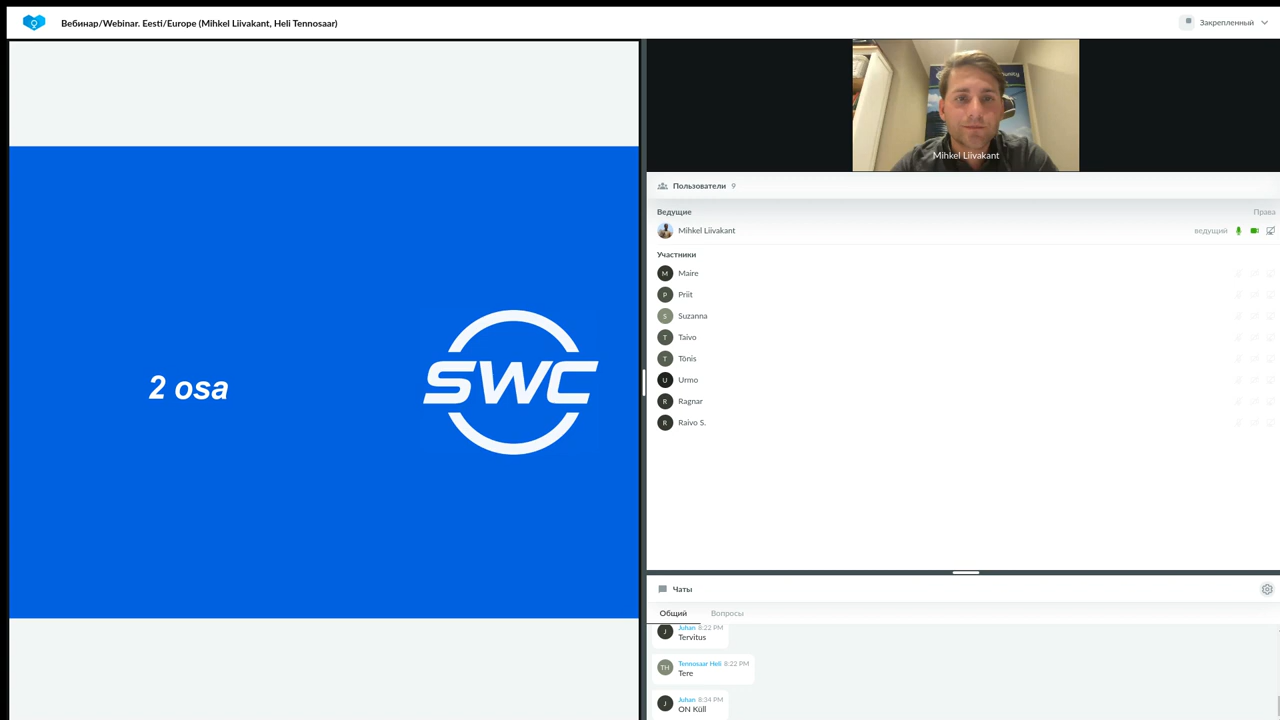 Вебинар/Webinar. Eesti/Europe (Mihkel Liivakant, Heli Tennosaar)
Закрепленный
2 osa
SWC
Mihkel Liivakant
Пользователи 9
Ведущие Права
Mihkel Liivakant ведущий
Участники
M Maire
P Priit
S Suzanna
T Taivo
T Tõnis
U Urmo
R Ragnar
R Raivo S.
Чаты
Общий Вопросы
J Juhan 8:22 PM
Tervitus
TH Tennosaar Heli 8:22 PM
Tere
J Juhan 8:34 PM
ON Küll